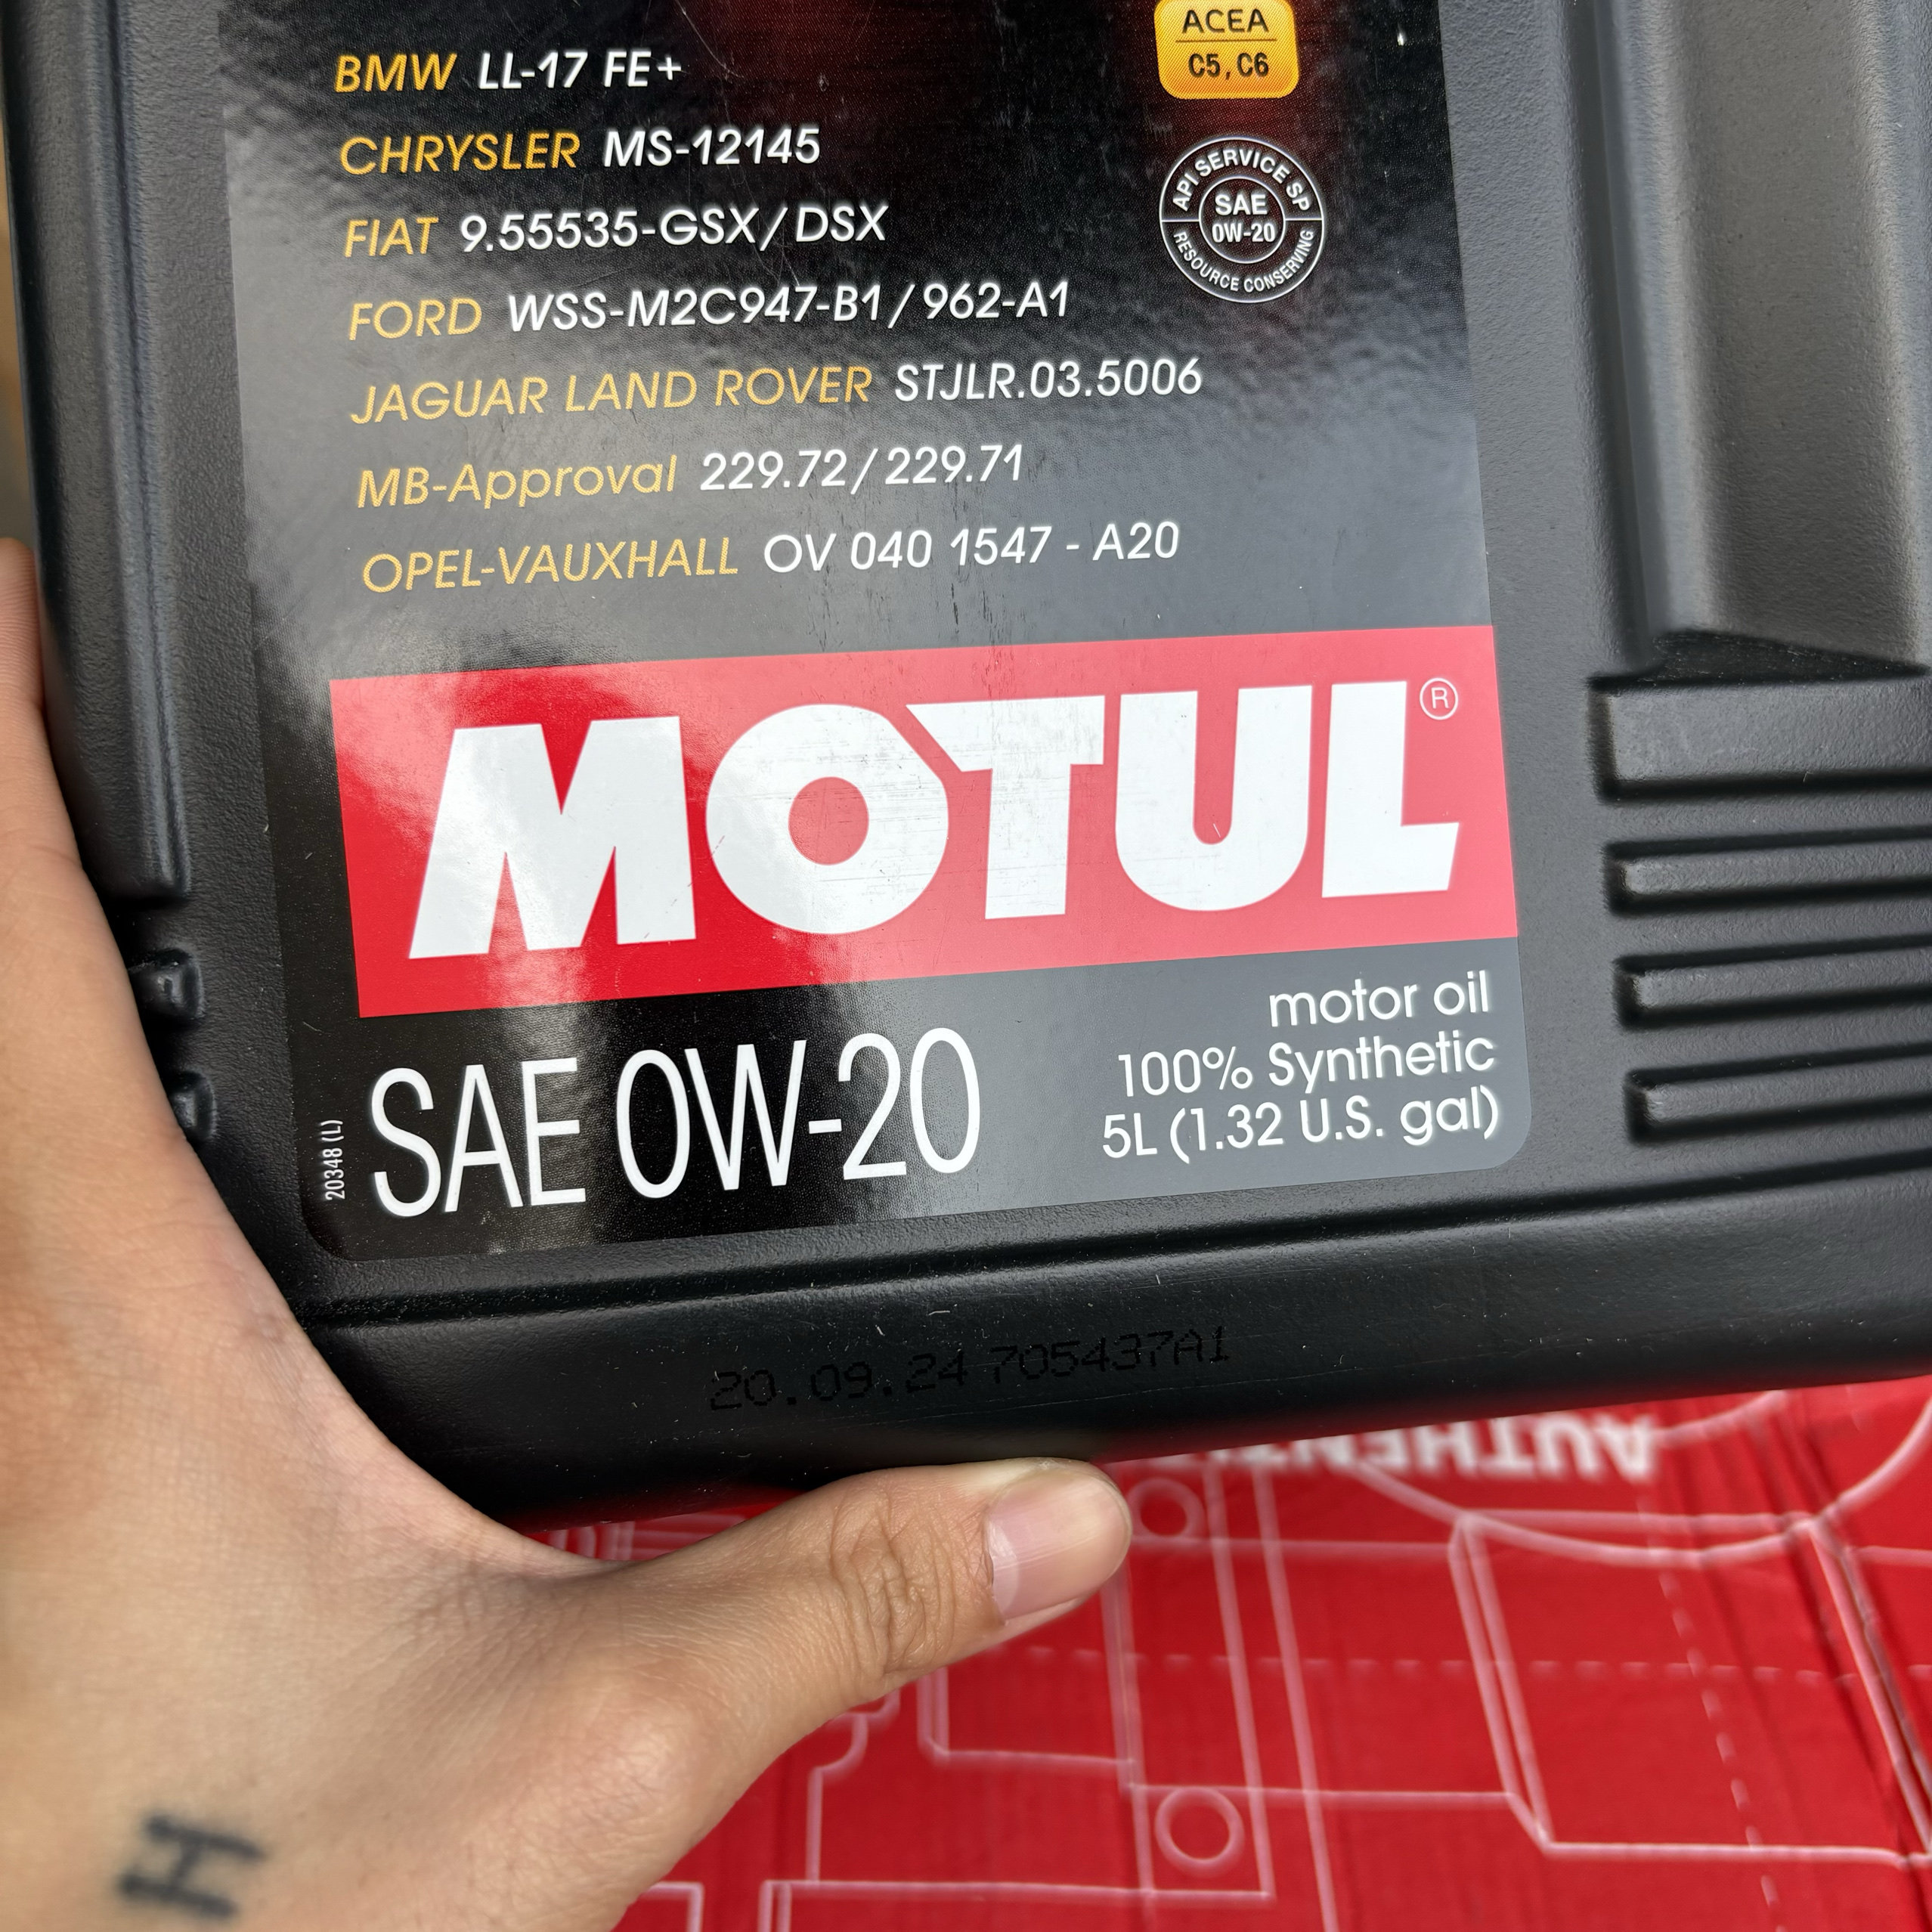 ACEA
C5, C6
BMW LL-17 FE+
CHRYSLER MS-12145
FIAT 9.55535-GSX/DSX
API SERVICE SP
SAE
0W-20
RESOURCE CONSERVING
FORD WSS-M2C947-B1/962-A1
JAGUAR LAND ROVER STJLR.03.5006
MB-Approval 229.72/229.71
OPEL-VAUXHALL OV 040 1547 - A20
MOTUL®
motor oil
100% Synthetic
5L (1.32 U.S. gal)
SAE 0W-20
20348 (L)
20.09.24 705437A1
H